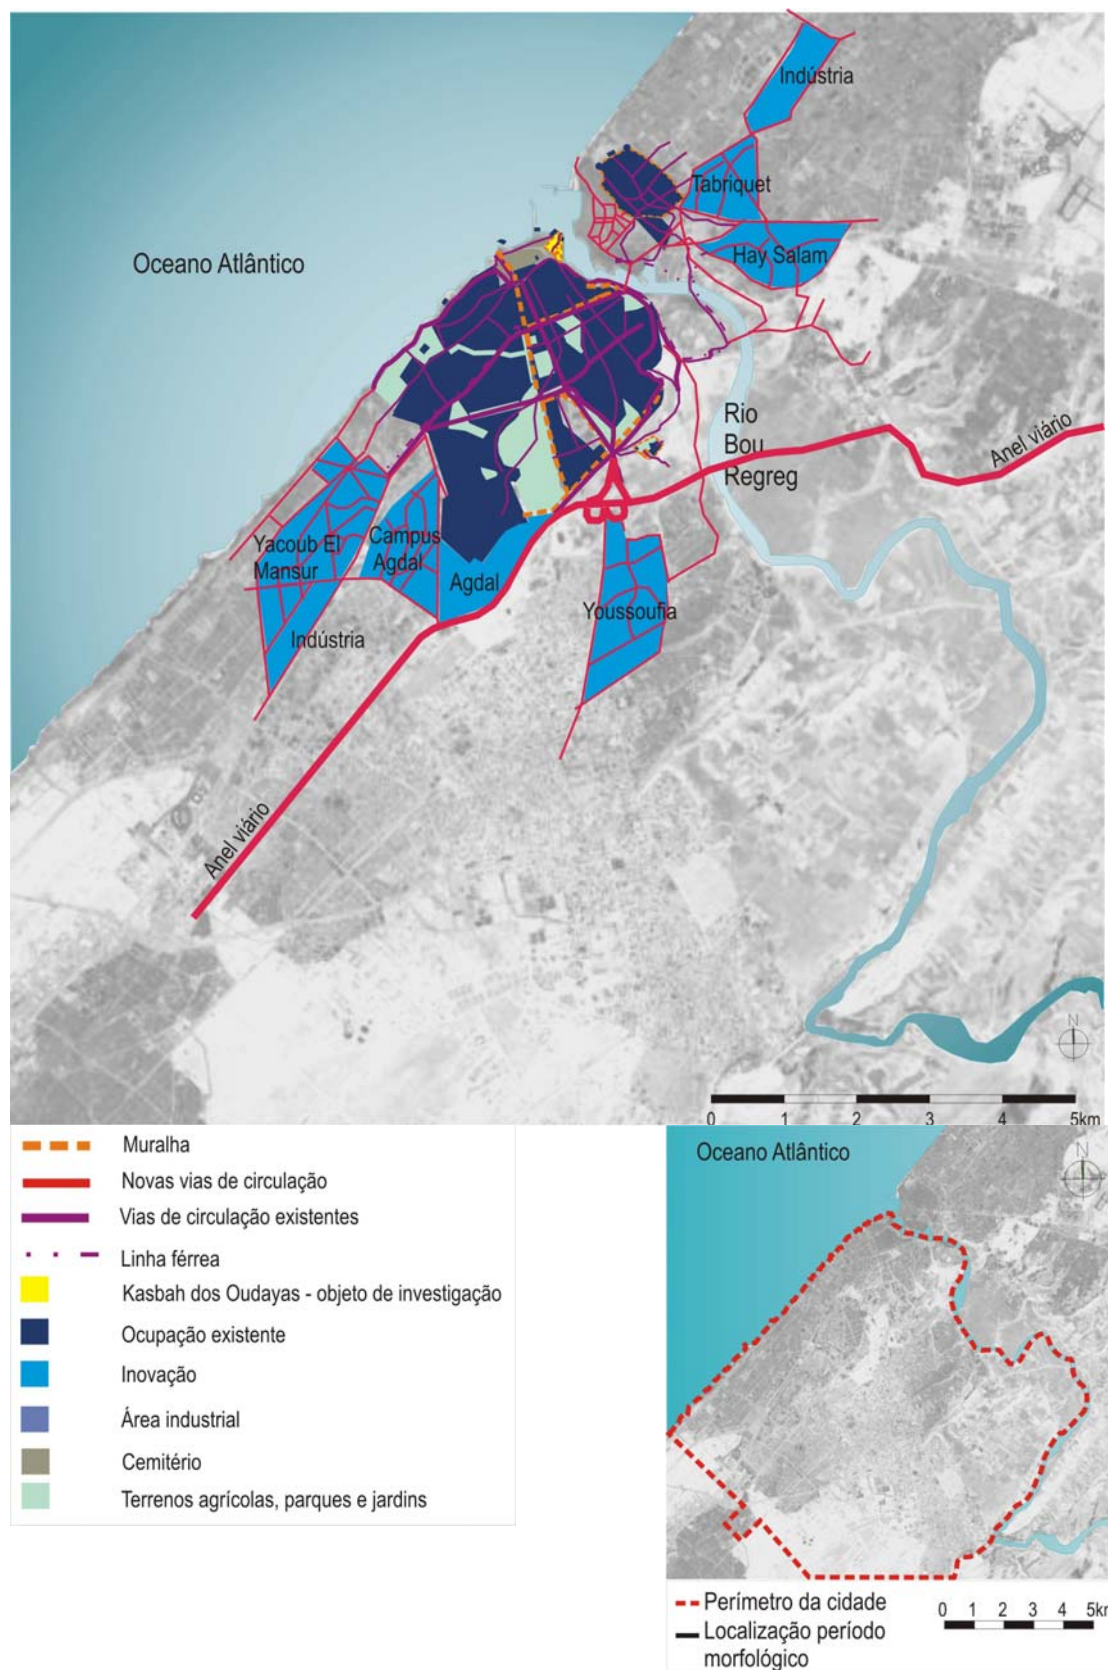 Indústria
Tabriquet
Hay Salam
Oceano Atlântico
Rio
Bou
Regreg
Anel viário
Yacoub El
Mansur
Campus
Agdal
Agdal
Youssoufia
Indústria
Anel viário
N
0 1 2 3 4 5km
Muralha
Novas vias de circulação
Vias de circulação existentes
Linha férrea
Kasbah dos Oudayas - objeto de investigação
Ocupação existente
Inovação
Área industrial
Cemitério
Terrenos agrícolas, parques e jardins
Oceano Atlântico
N
Perímetro da cidade
Localização período
morfológico
0 1 2 3 4 5km